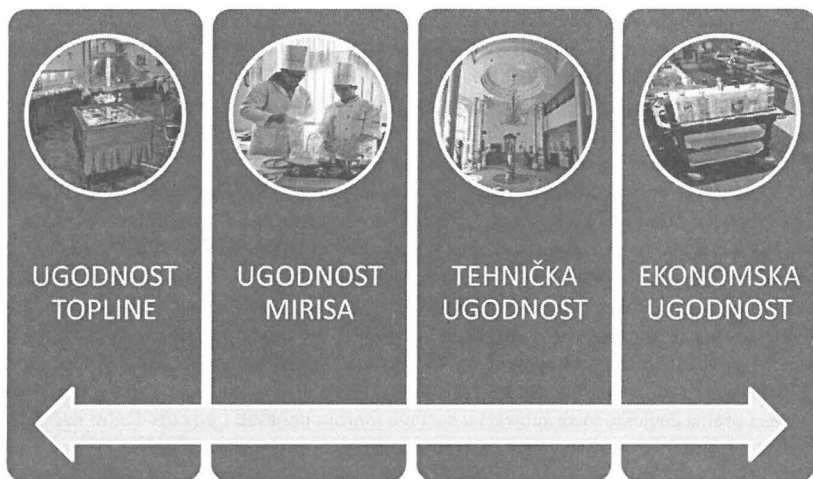 UGODNOST
TOPLINE
UGODNOST
MIRISA
TEHNIČKA
UGODNOST
EKONOMSKA
UGODNOST